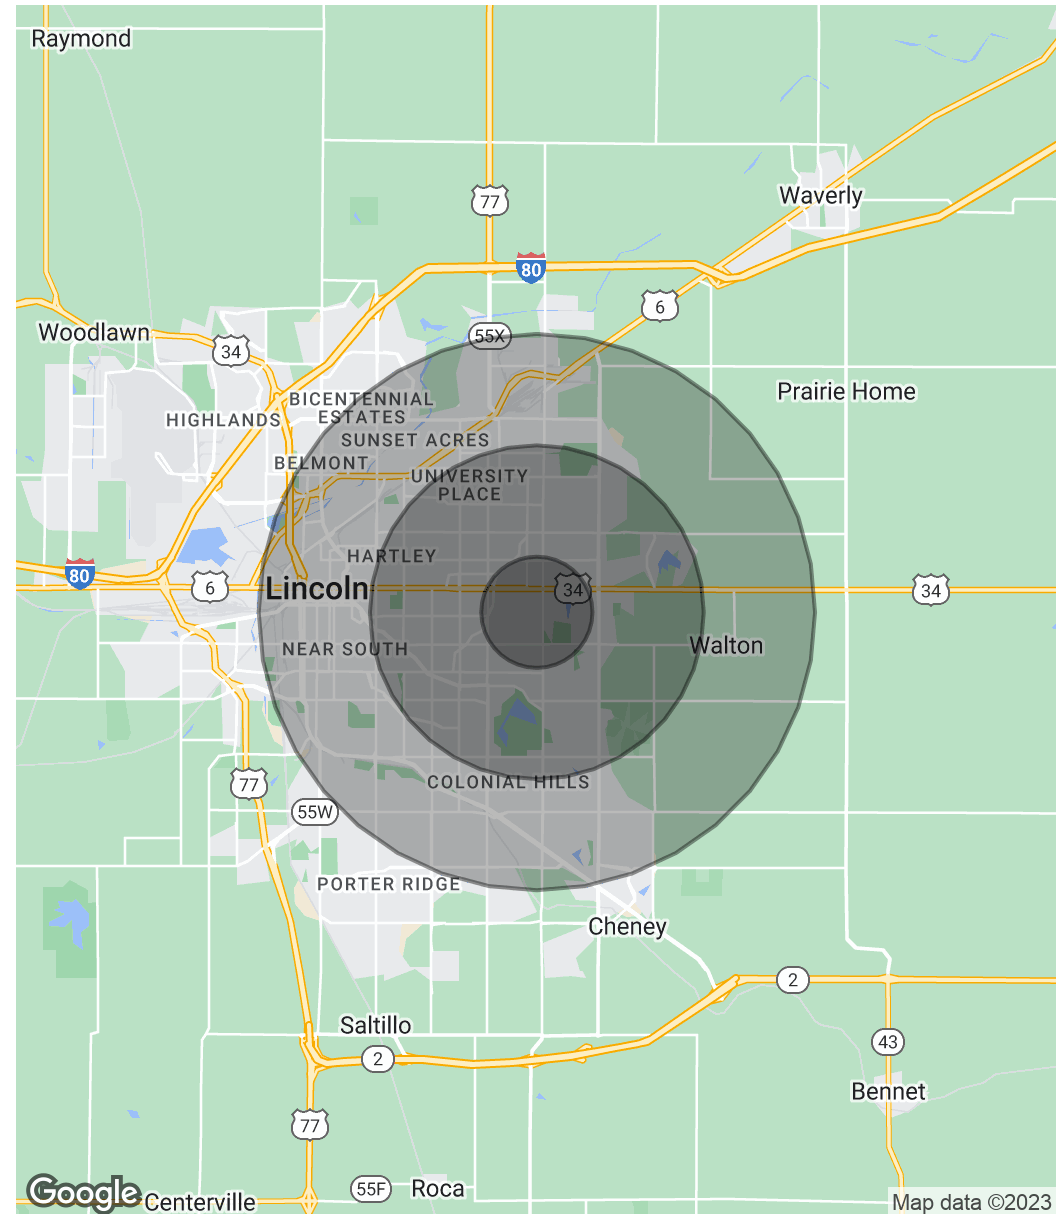 Raymond
77
Waverly
80
6
Woodlawn
34
55X
Prairie Home
BICENTENNIAL
ESTATES
HIGHLANDS
SUNSET ACRES
BELMONT
UNIVERSITY
PLACE
HARTLEY
80
6
Lincoln
34
34
NEAR SOUTH
Walton
77
COLONIAL HILLS
55W
PORTER RIDGE
Cheney
2
Saltillo
2
43
Bennet
77
55F
Roca
Google
Centerville
Map data ©2023